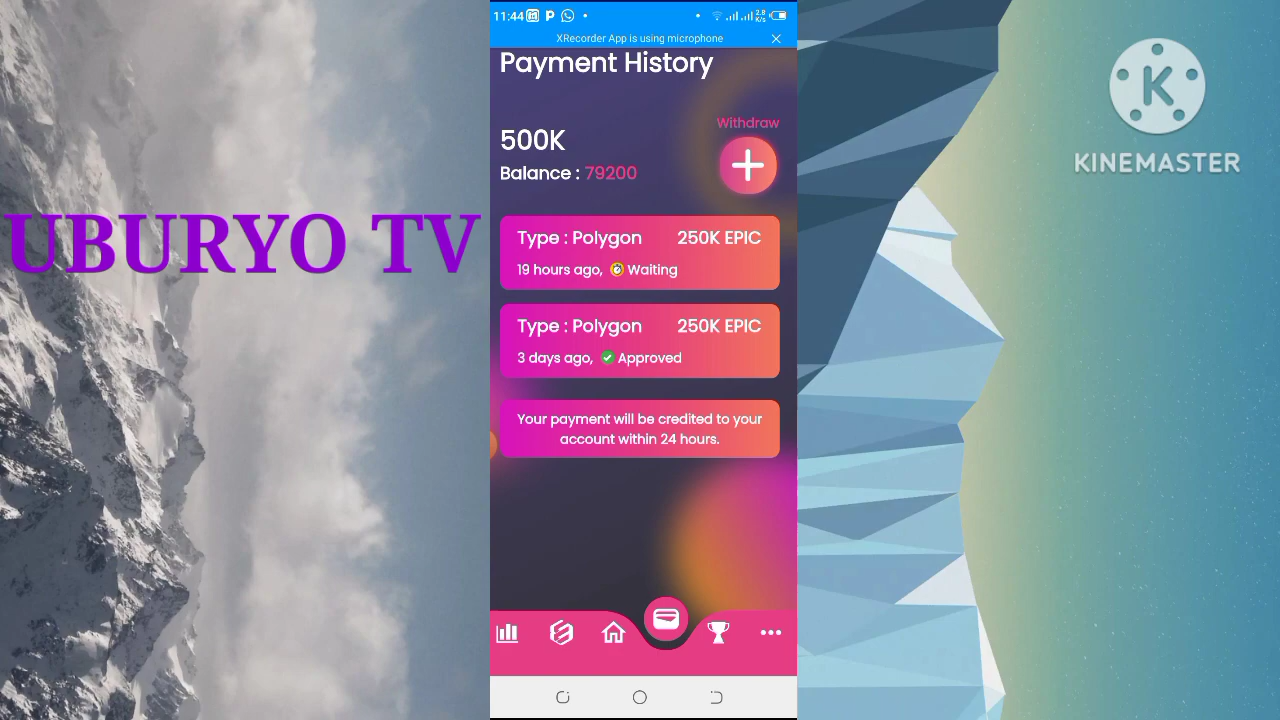 11:44
2.8
K/s
XRecorder App is using microphone
Payment History
Withdraw
500K
Balance : 79200
Type : Polygon 250K EPIC
19 hours ago, Waiting
Type : Polygon 250K EPIC
3 days ago, Approved
Your payment will be credited to your
account within 24 hours.
UBURYO TV
K
KINEMASTER